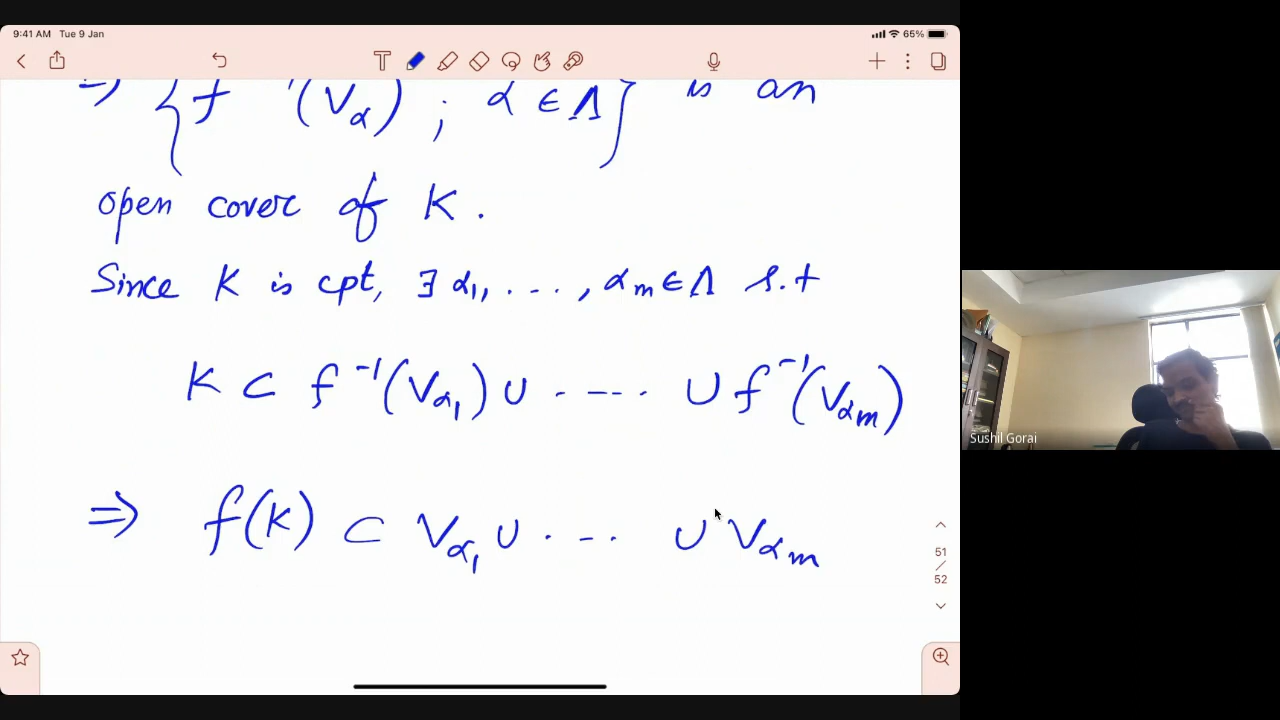 9:41 AM Tue 9 Jan
65%
⇒ {f⁻¹(V_α) ; α ∈ Λ} is an
open cover of K.
Since K is cpt, ∃ α₁, ..., α_m ∈ Λ s.t
K ⊂ f⁻¹(V_α₁) ∪ ..... ∪ f⁻¹(V_αm)
⇒ f(K) ⊂ V_α₁ ∪ ... ∪ V_αm
51
/
52
Sushil Gorai